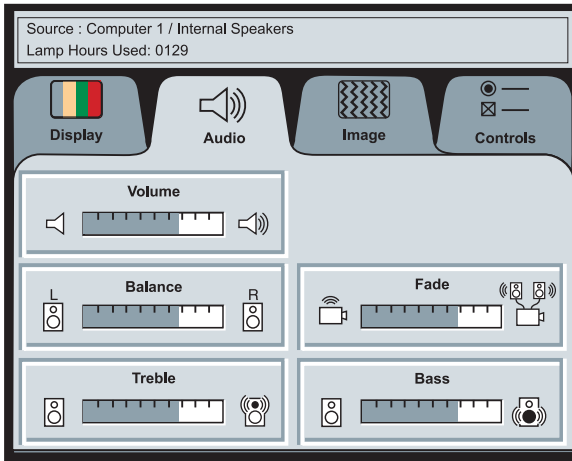 Source : Computer 1 / Internal Speakers
Lamp Hours Used: 0129
Display
Audio
Image
Controls
Volume
Balance
L
R
Fade
Treble
Bass